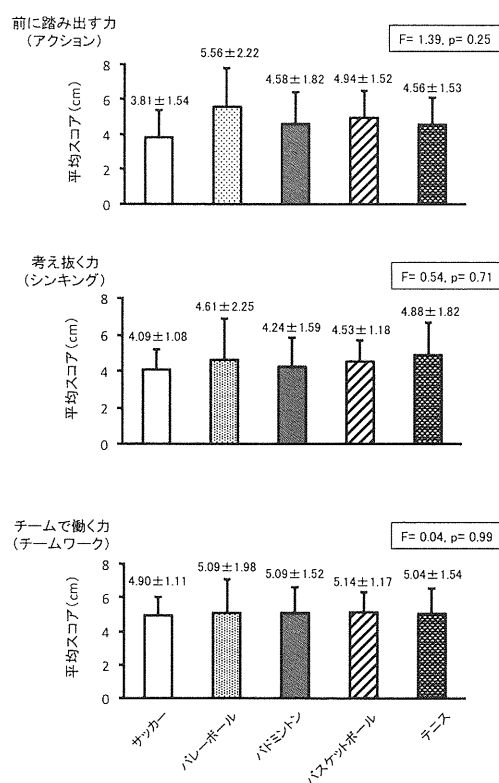 前に踏み出す力
(アクション)
F= 1.39, p= 0.25
平均スコア(cm)
8
6
4
2
0
3.81±1.54
5.56±2.22
4.58±1.82
4.94±1.52
4.56±1.53
考え抜く力
(シンキング)
F= 0.54, p= 0.71
平均スコア(cm)
8
6
4
2
0
4.09±1.08
4.61±2.25
4.24±1.59
4.53±1.18
4.88±1.82
チームで働く力
(チームワーク)
F= 0.04, p= 0.99
平均スコア(cm)
8
6
4
2
0
4.90±1.11
5.09±1.98
5.09±1.52
5.14±1.17
5.04±1.54
サッカー
バレーボール
バドミントン
バスケットボール
テニス